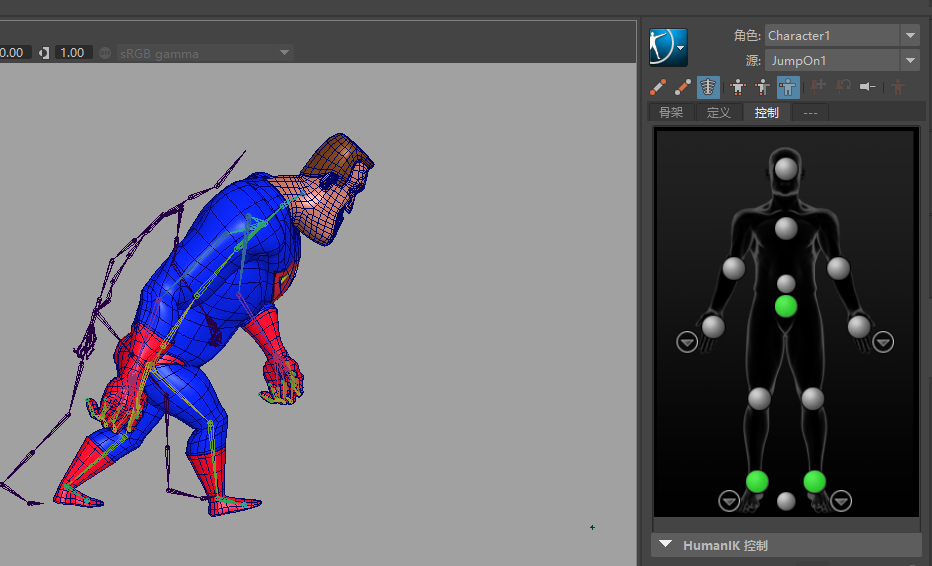 角色: Character1
源: JumpOn1
0.00 1.00 sRGB gamma
骨架 定义 控制 ---
HumanIK 控制